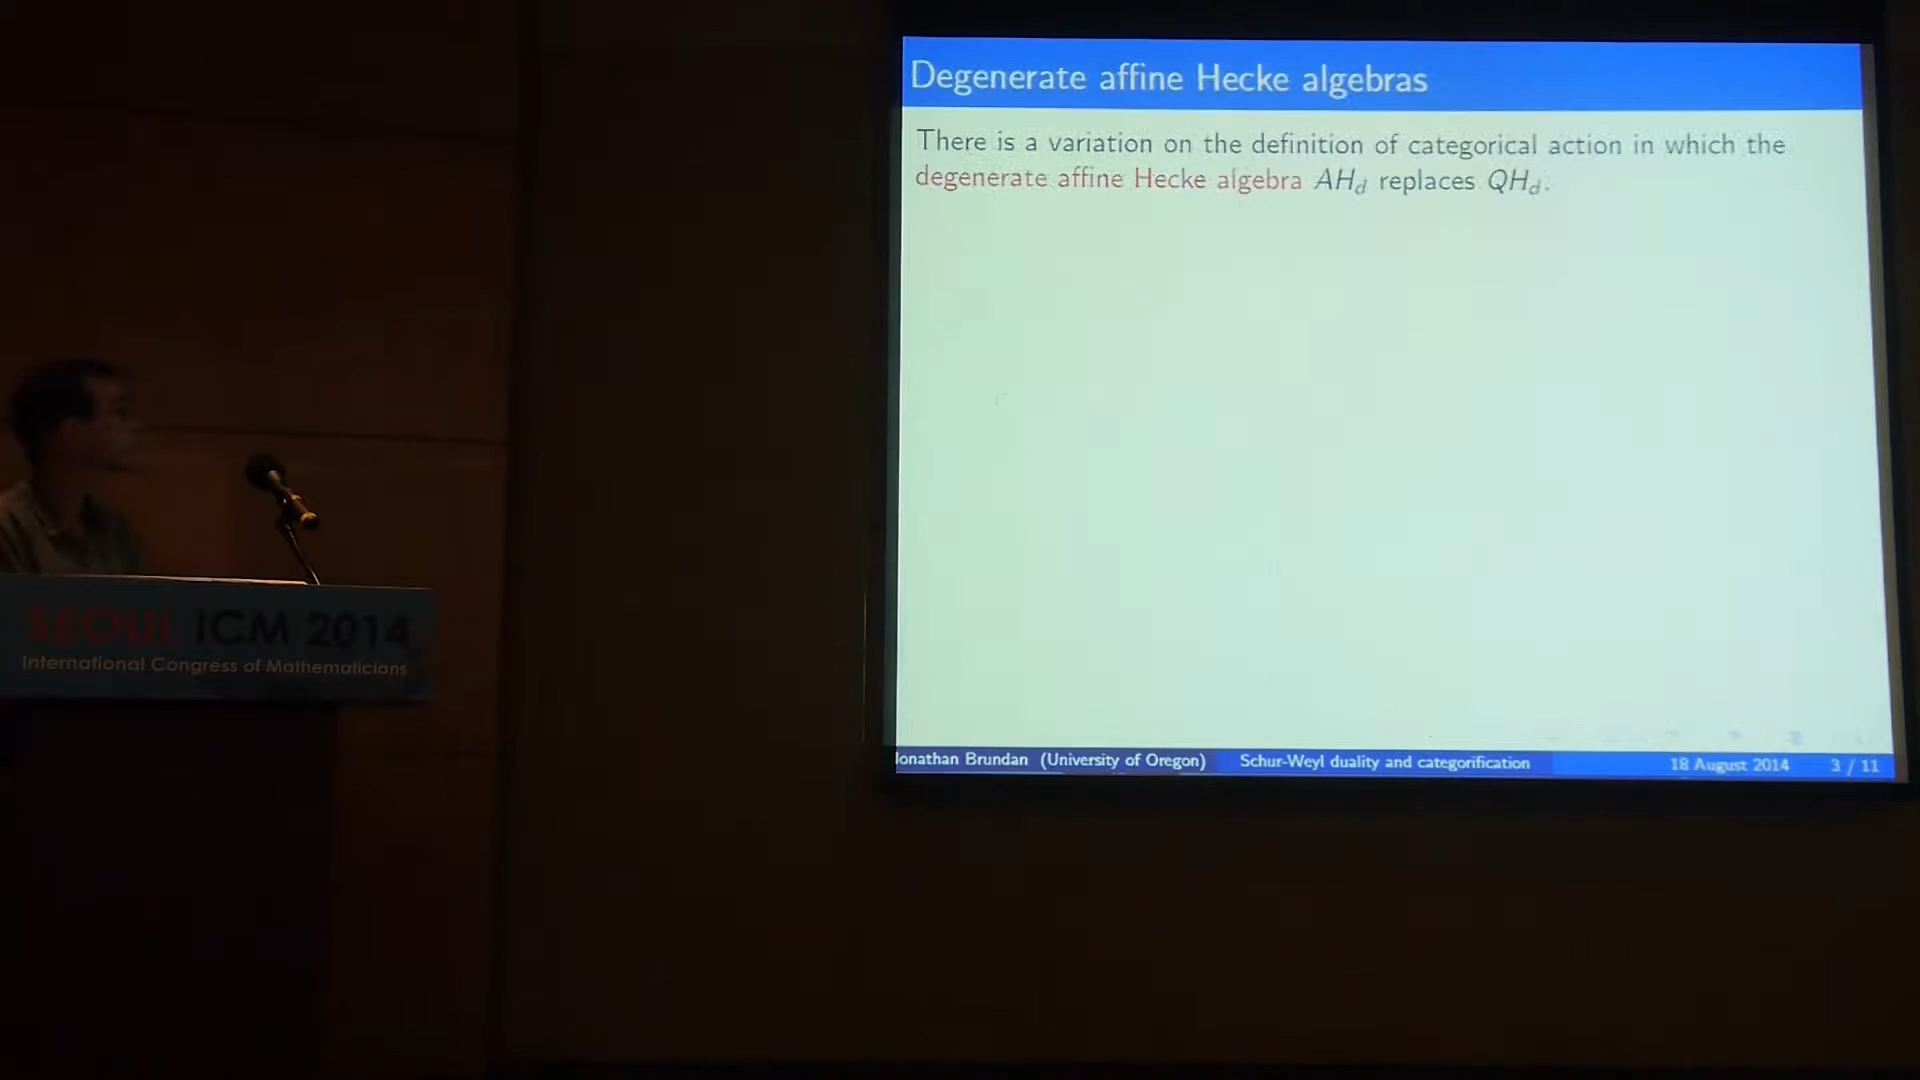 Degenerate affine Hecke algebras
There is a variation on the definition of categorical action in which the
degenerate affine Hecke algebra AH_d replaces QH_d.
Jonathan Brundan (University of Oregon) Schur-Weyl duality and categorification 18 August 2014 3 / 11
SEOUL ICM 2014
International Congress of Mathematicians